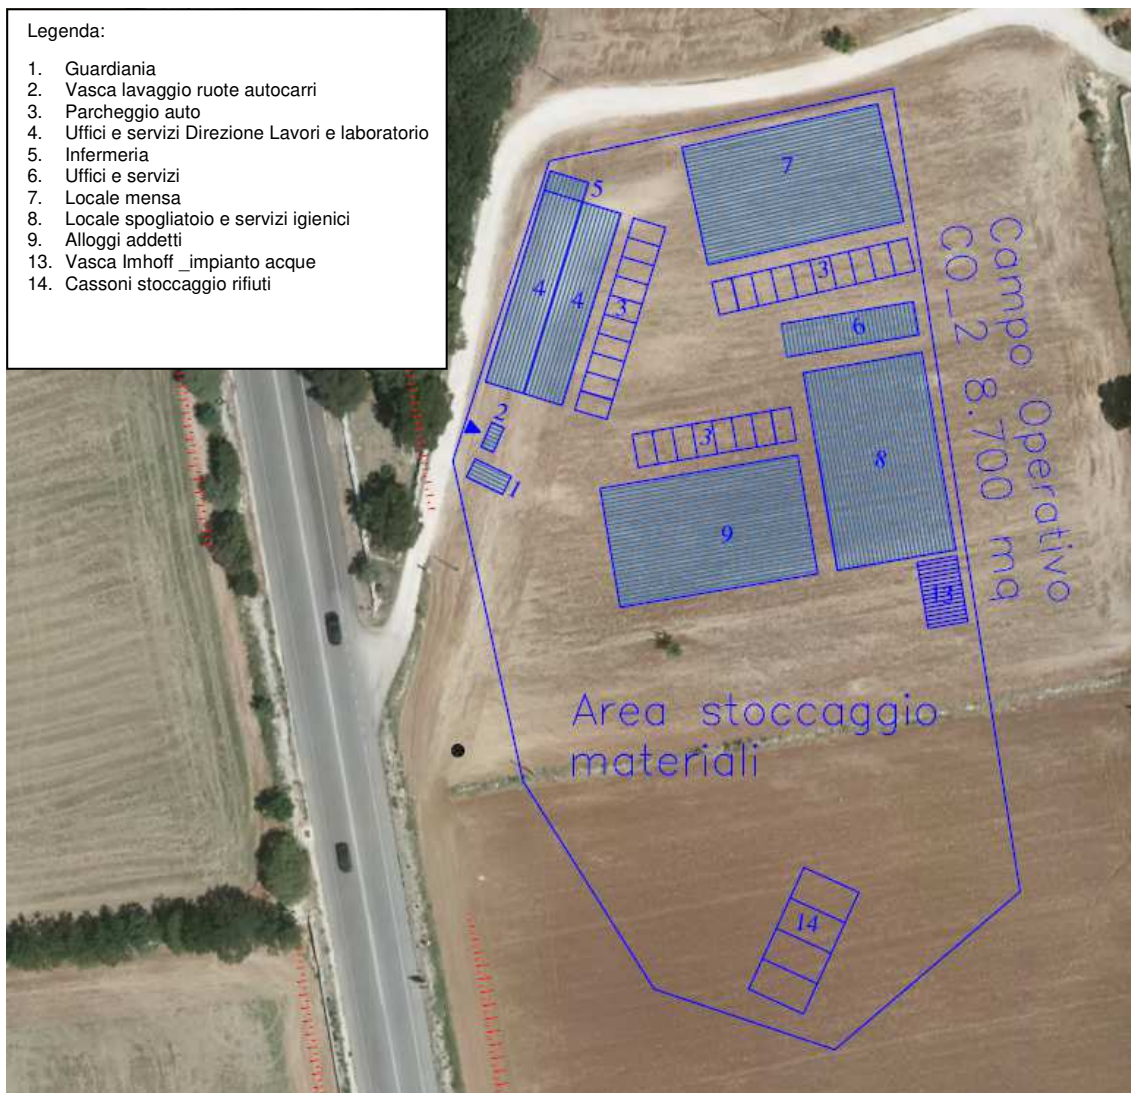 Legenda:
1. Guardiania
2. Vasca lavaggio ruote autocarri
3. Parcheggio auto
4. Uffici e servizi Direzione Lavori e laboratorio
5. Infermeria
6. Uffici e servizi
7. Locale mensa
8. Locale spogliatoio e servizi igienici
9. Alloggi addetti
13. Vasca Imhoff _impianto acque
14. Cassoni stoccaggio rifiuti
7
5
3
4
4
3
6
Campo Operativo
CO_2 8.700 mq
2
3
8
1
9
13
Area stoccaggio
materiali
14